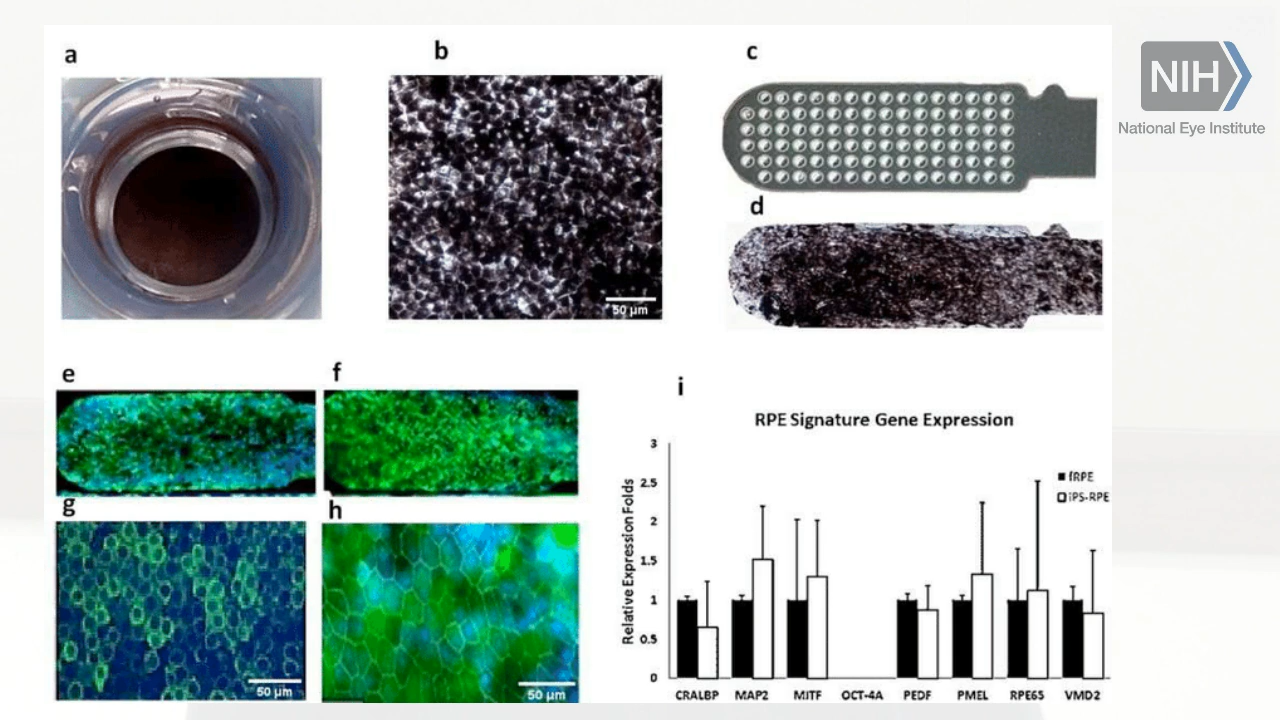 a
b
c
NIH
National Eye Institute
50 µm
d
e
f
g
h
50 µm
50 µm
i
RPE Signature Gene Expression
Relative Expression Folds
3
2.5
2
1.5
1
0.5
0
fRPE
iPS-RPE
CRALBP MAP2 MITF OCT-4A PEDF PMEL RPE65 VMD2